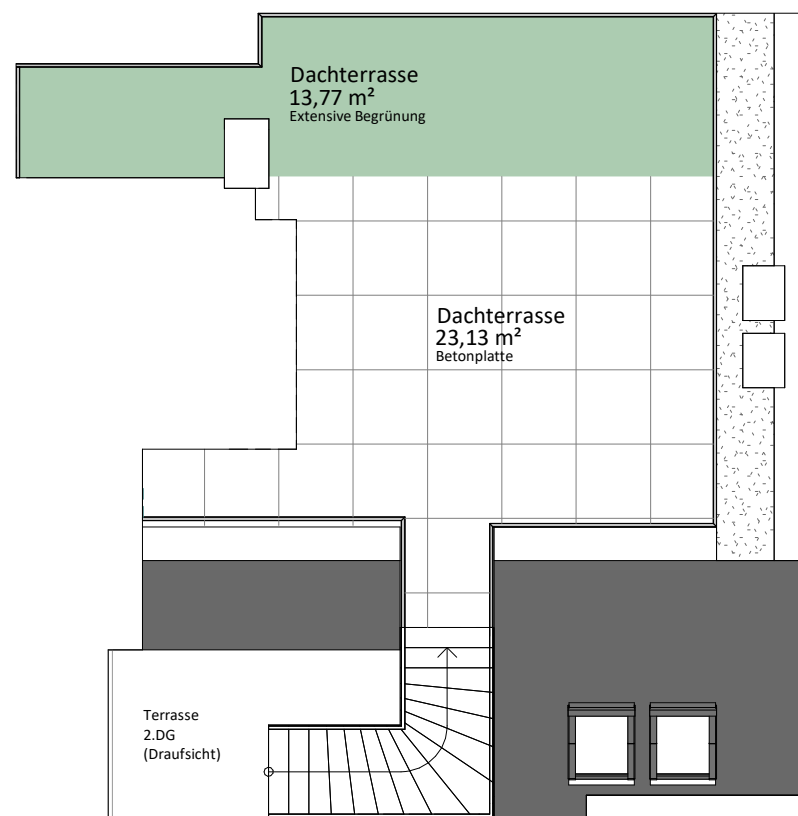 Dachterrasse
13,77 m²
Extensive Begrünung
Dachterrasse
23,13 m²
Betonplatte
Terrasse
2.DG
(Draufsicht)